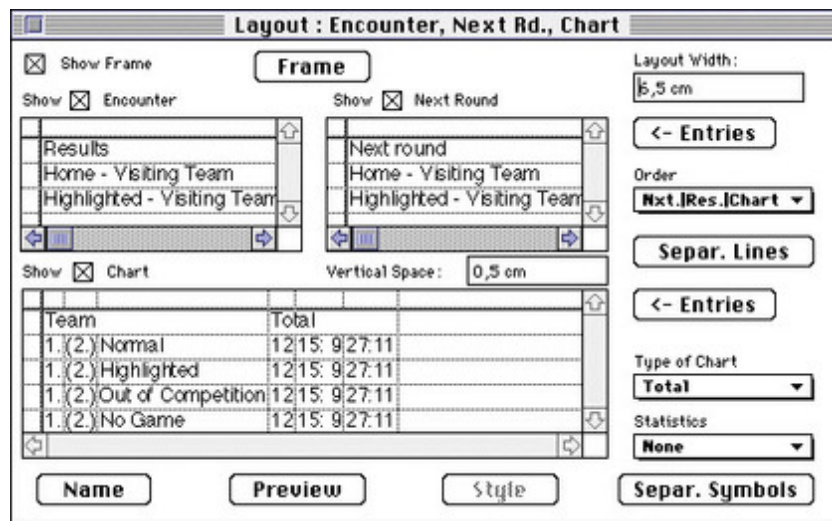 Layout : Encounter, Next Rd., Chart
Show Frame
Frame
Layout Width:
6,5 cm
Show Encounter
Show Next Round
<- Entries
Results
Home - Visiting Team
Highlighted - Visiting Team
Next round
Home - Visiting Team
Highlighted - Visiting Team
Order
Nxt.|Res.|Chart
Separ. Lines
Show Chart
Vertical Space: 0,5 cm
<- Entries
Team Total
1. (2.) Normal 12 15: 9 27:11
1. (2.) Highlighted 12 15: 9 27:11
1. (2.) Out of Competition 12 15: 9 27:11
1. (2.) No Game 12 15: 9 27:11
Type of Chart
Total
Statistics
None
Name
Preview
Style
Separ. Symbols